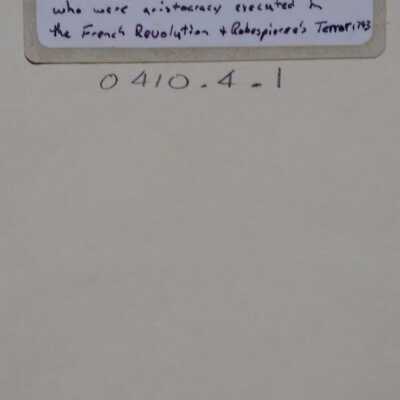 who were aristocracy executed in
the French Revolution & Robespierre's Terror, 1793
0410.4.1